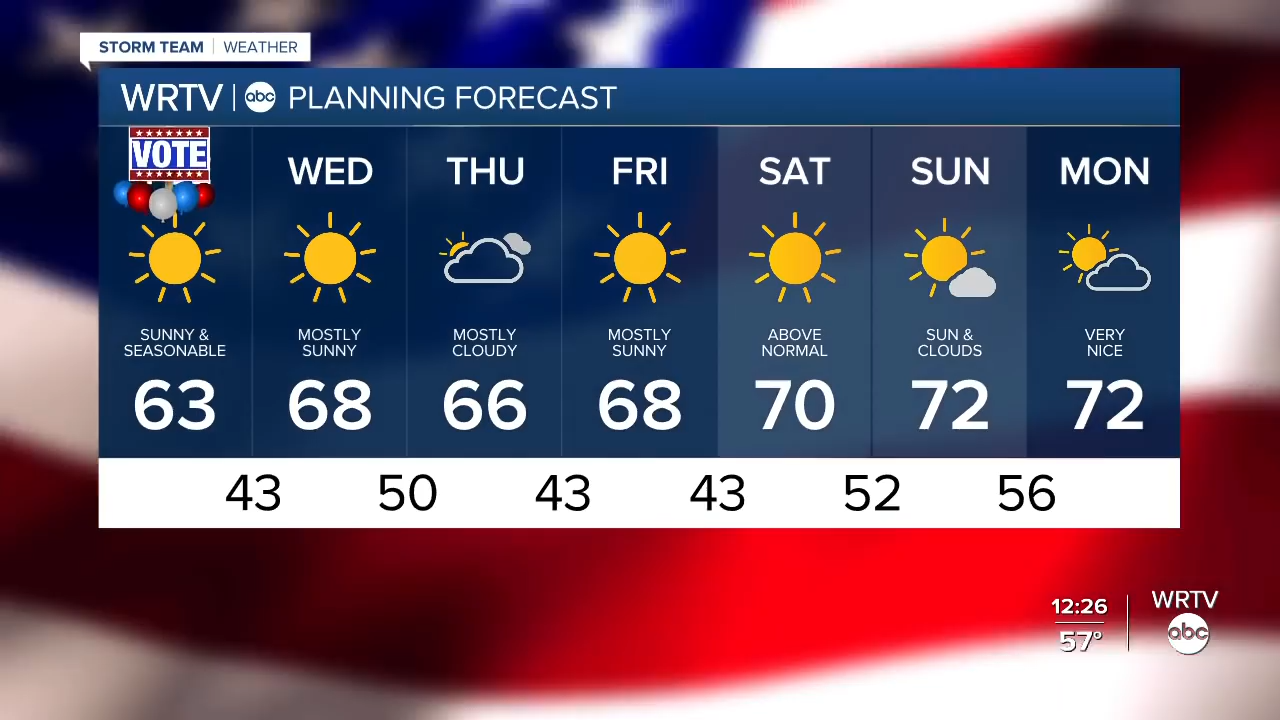 STORM TEAM | WEATHER
WRTV | abc PLANNING FORECAST
VOTE
WED
THU
FRI
SAT
SUN
MON
SUNNY &
SEASONABLE
MOSTLY
SUNNY
MOSTLY
CLOUDY
MOSTLY
SUNNY
ABOVE
NORMAL
SUN &
CLOUDS
VERY
NICE
63
68
66
68
70
72
72
43
50
43
43
52
56
12:26
57°
WRTV
abc